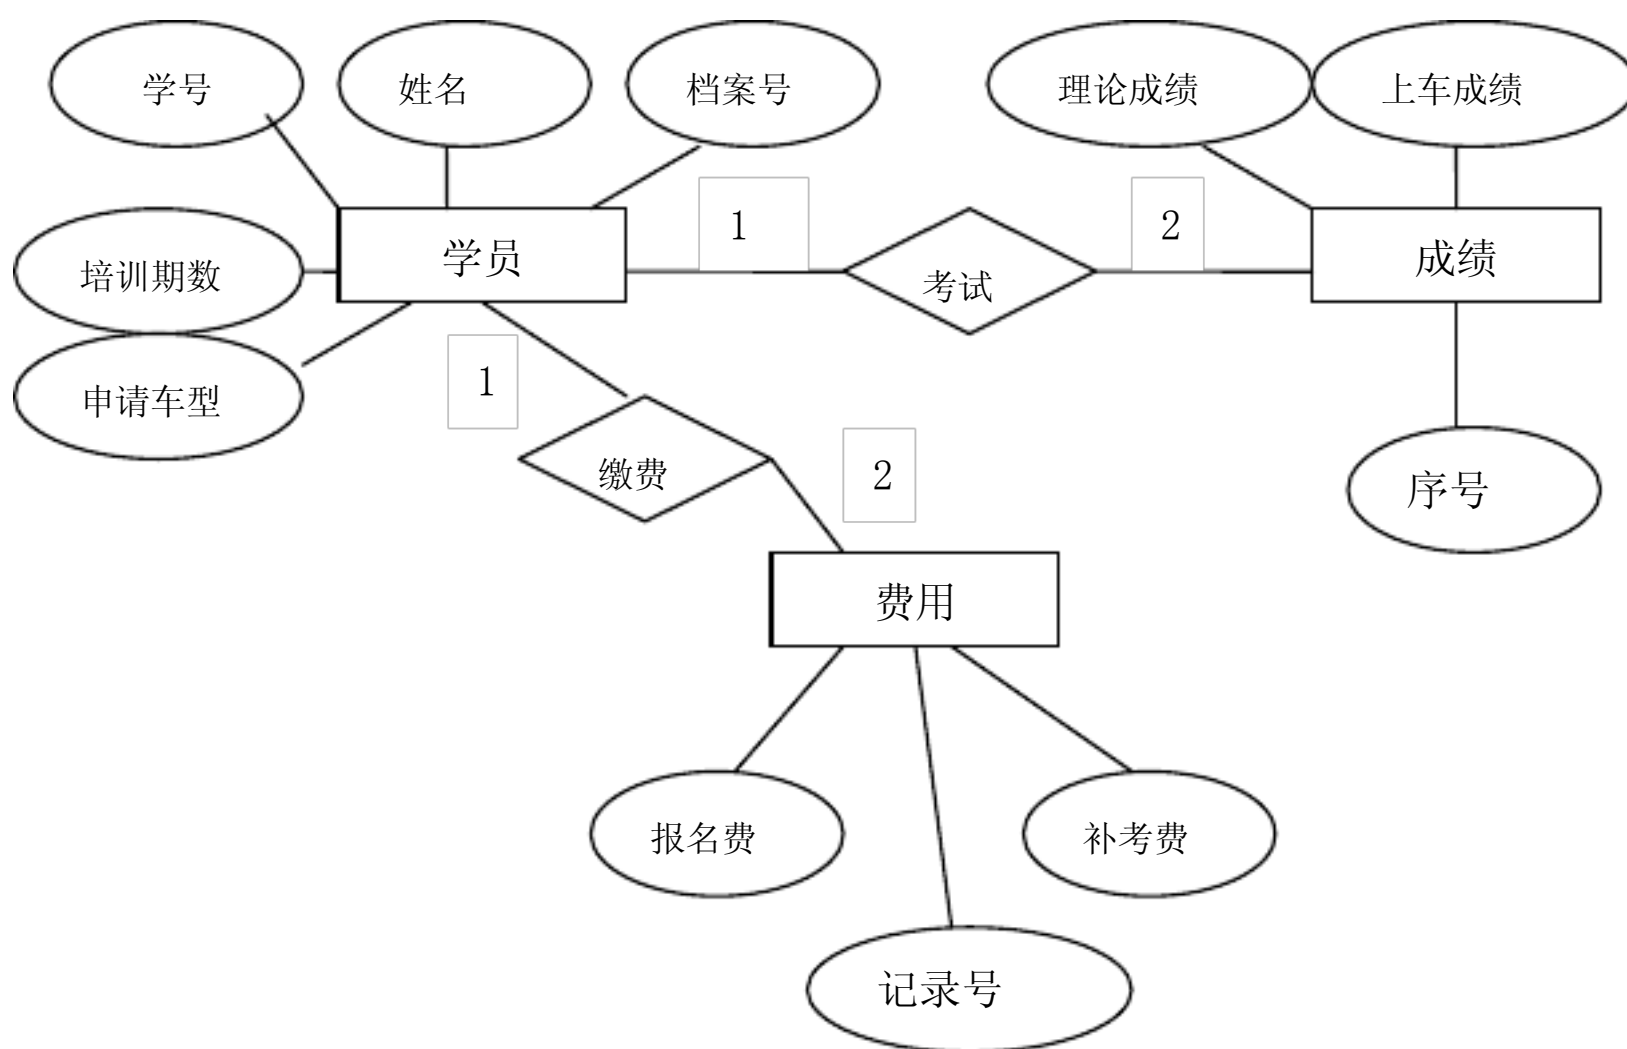 学号
姓名
档案号
理论成绩
上车成绩
1
2
学员
考试
成绩
培训期数
申请车型
1
缴费
2
序号
费用
报名费
补考费
记录号